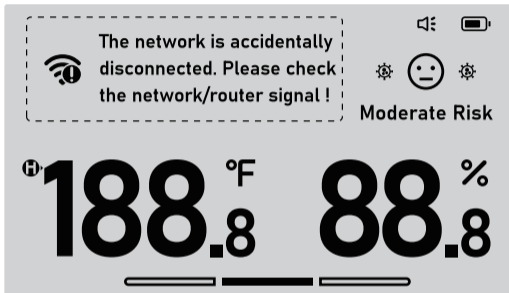 The network is accidentally
disconnected. Please check
the network/router signal !
Moderate Risk
H
188.8 °F
88.8 %